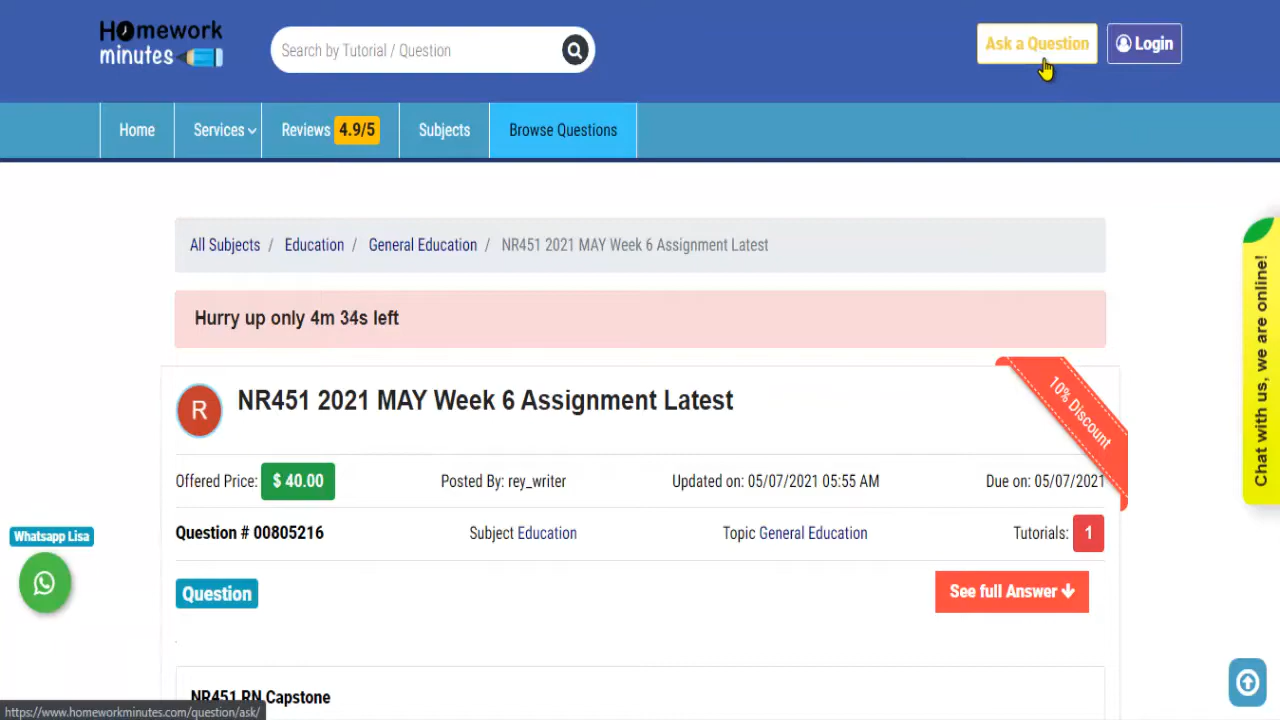 Homework
minutes
Search by Tutorial / Question
Ask a Question
Login
Home
Services
Reviews 4.9/5
Subjects
Browse Questions
All Subjects / Education / General Education / NR451 2021 MAY Week 6 Assignment Latest
Hurry up only 4m 34s left
R
NR451 2021 MAY Week 6 Assignment Latest
10% Discount
Offered Price: $ 40.00
Posted By: rey_writer
Updated on: 05/07/2021 05:55 AM
Due on: 05/07/2021
Question # 00805216
Subject Education
Topic General Education
Tutorials: 1
Question
See full Answer
NR451 RN Capstone
Whatsapp Lisa
Chat with us, we are online!
https://www.homeworkminutes.com/question/ask/